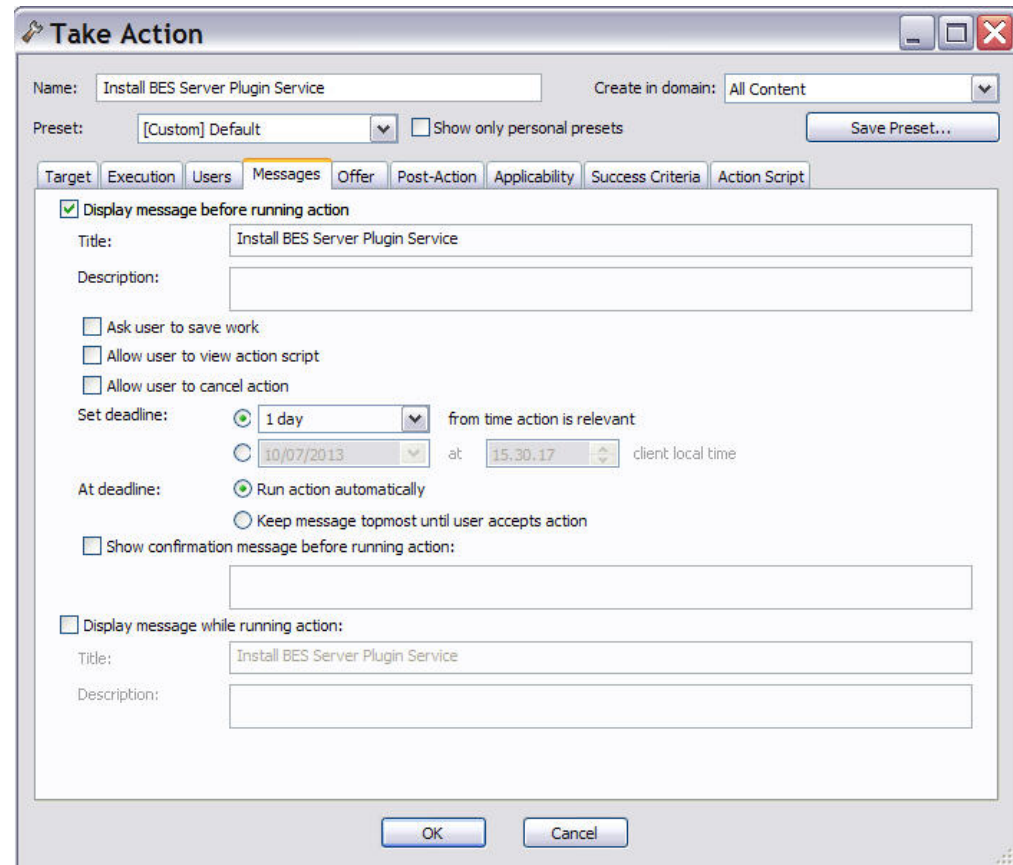 Take Action
Name: Install BES Server Plugin Service Create in domain: All Content
Preset: [Custom] Default Show only personal presets Save Preset...
Target Execution Users Messages Offer Post-Action Applicability Success Criteria Action Script
Display message before running action
Title: Install BES Server Plugin Service
Description:
Ask user to save work
Allow user to view action script
Allow user to cancel action
Set deadline: 1 day from time action is relevant
10/07/2013 at 15.30.17 client local time
At deadline: Run action automatically
Keep message topmost until user accepts action
Show confirmation message before running action:
Display message while running action:
Title: Install BES Server Plugin Service
Description:
OK Cancel